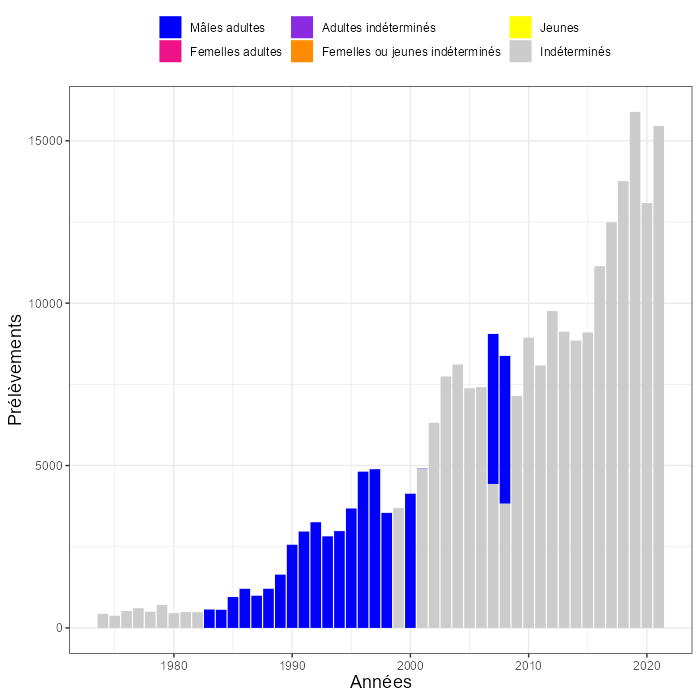 Mâles adultes Adultes indéterminés Jeunes
Femelles adultes Femelles ou jeunes indéterminés Indéterminés
15000
10000
5000
0
Prélèvements
1980 1990 2000 2010 2020
Années